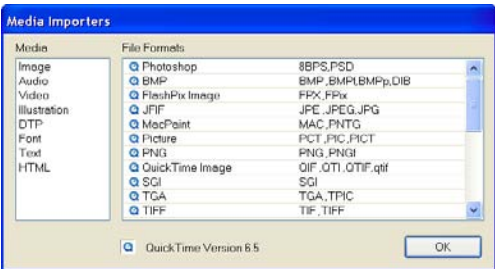 Media Importers
Media File Formats
Image Photoshop 8BPS,PSD
Audio BMP BMP,BMPf,BMPp,DIB
Video FlashPix Image FPX,FPix
Illustration JFIF JPE,JPEG,JPG
DTP MacPaint MAC,PNTG
Font Picture PCT,PIC,PICT
Text PNG PNG,PNGf
HTML QuickTime Image QIF,QTI,QTIF,qtif
SGI SGI
TGA TGA,TPIC
TIFF TIF,TIFF
QuickTime Version 6.5 OK